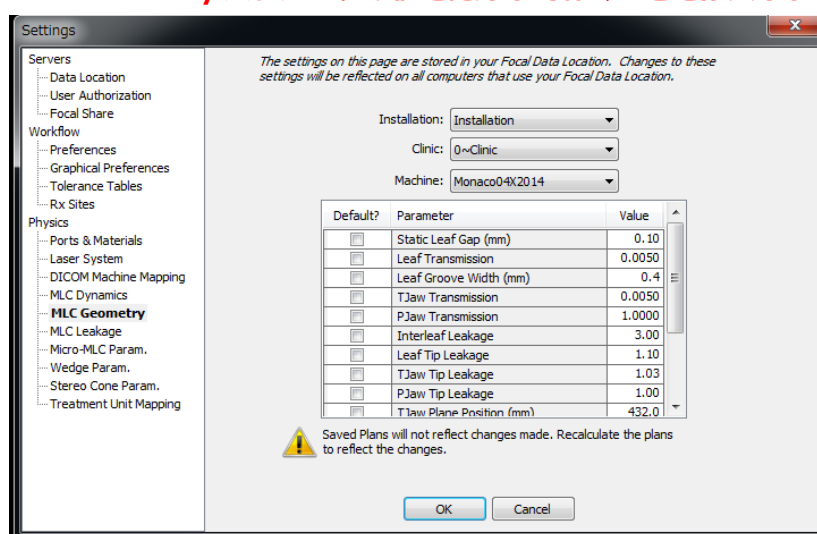 Settings
Servers
Data Location
User Authorization
Focal Share
Workflow
Preferences
Graphical Preferences
Tolerance Tables
Rx Sites
Physics
Ports & Materials
Laser System
DICOM Machine Mapping
MLC Dynamics
MLC Geometry
MLC Leakage
Micro-MLC Param.
Wedge Param.
Stereo Cone Param.
Treatment Unit Mapping
The settings on this page are stored in your Focal Data Location. Changes to these
settings will be reflected on all computers that use your Focal Data Location.
Installation: Installation
Clinic: 0~Clinic
Machine: Monaco04X2014
Default? Parameter Value
Static Leaf Gap (mm) 0.10
Leaf Transmission 0.0050
Leaf Groove Width (mm) 0.4
TJaw Transmission 0.0050
PJaw Transmission 1.0000
Interleaf Leakage 3.00
Leaf Tip Leakage 1.10
TJaw Tip Leakage 1.03
PJaw Tip Leakage 1.00
TJaw Plane Position (mm) 432.0
Saved Plans will not reflect changes made. Recalculate the plans
to reflect the changes.
OK Cancel